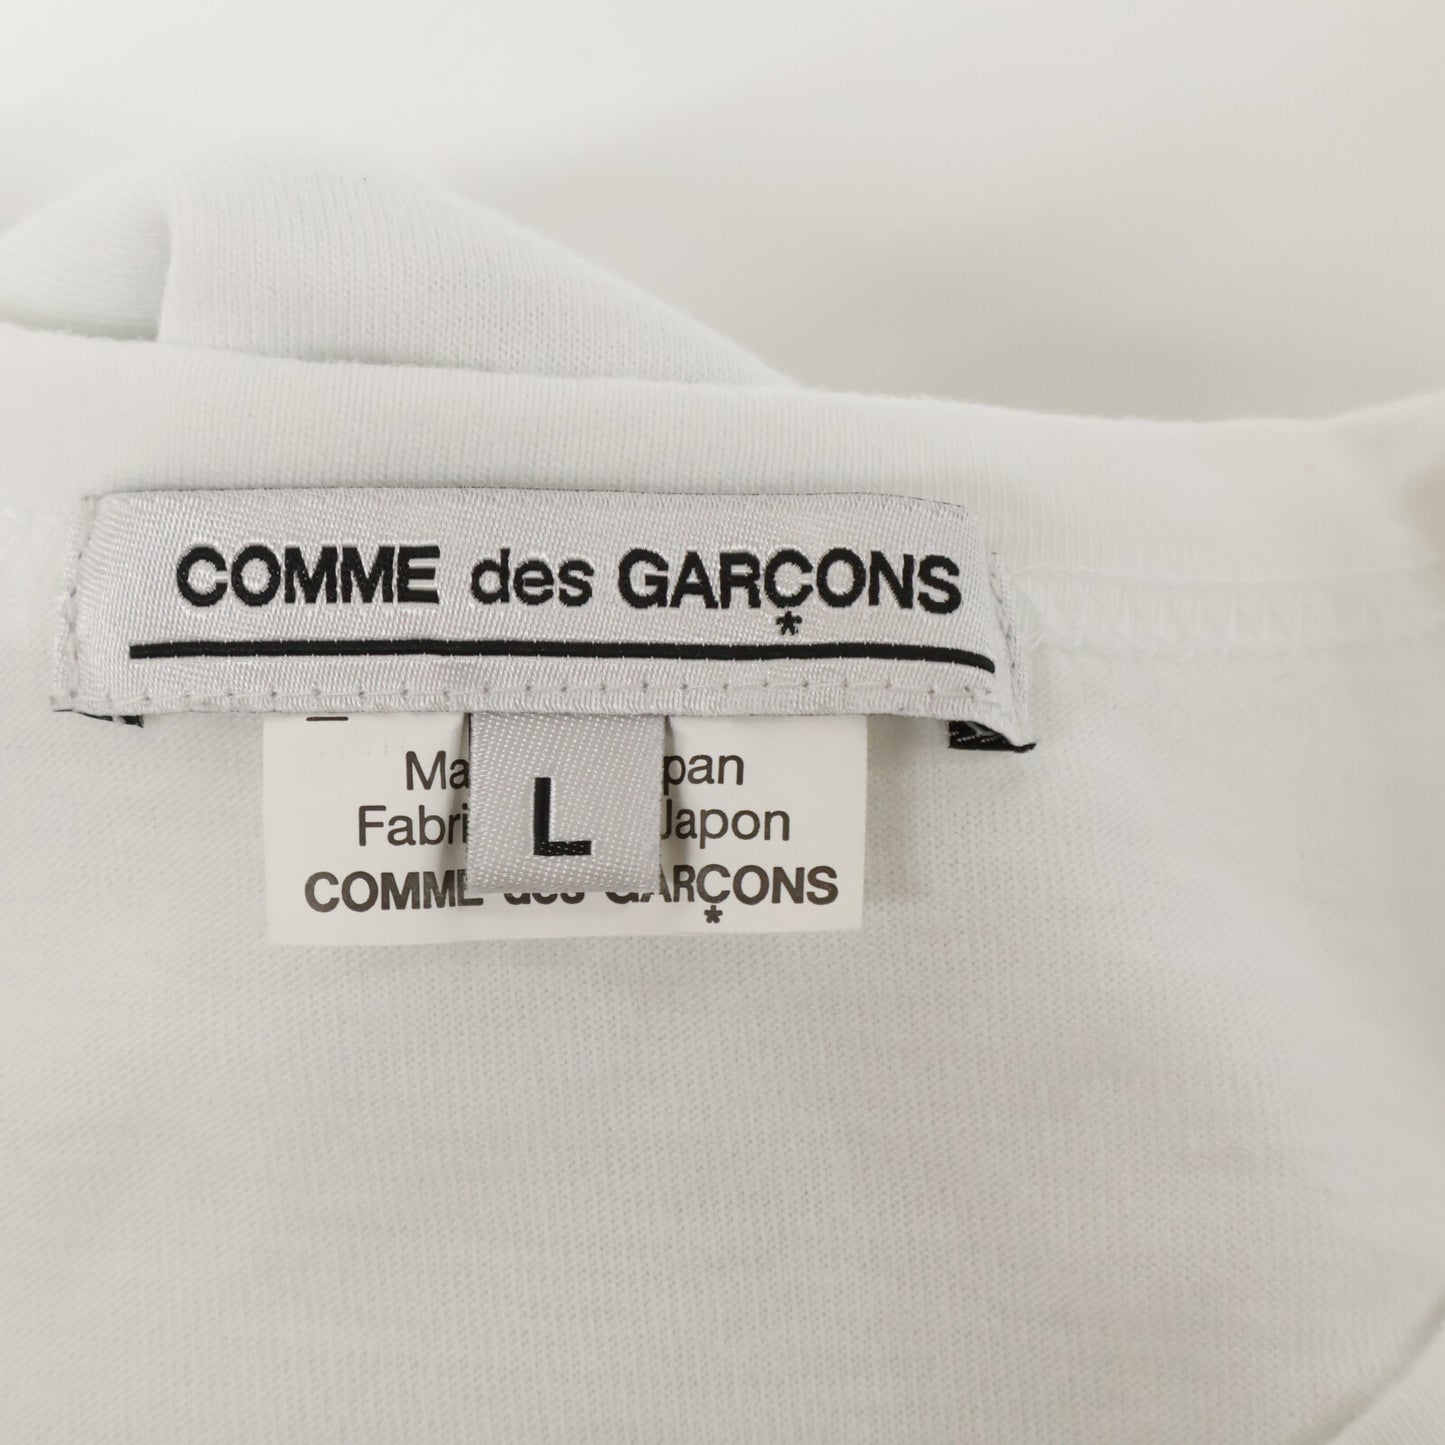 COMME des GARÇONS
*
L
Ma pan
Fabri Japon
COMME des GARÇONS
*